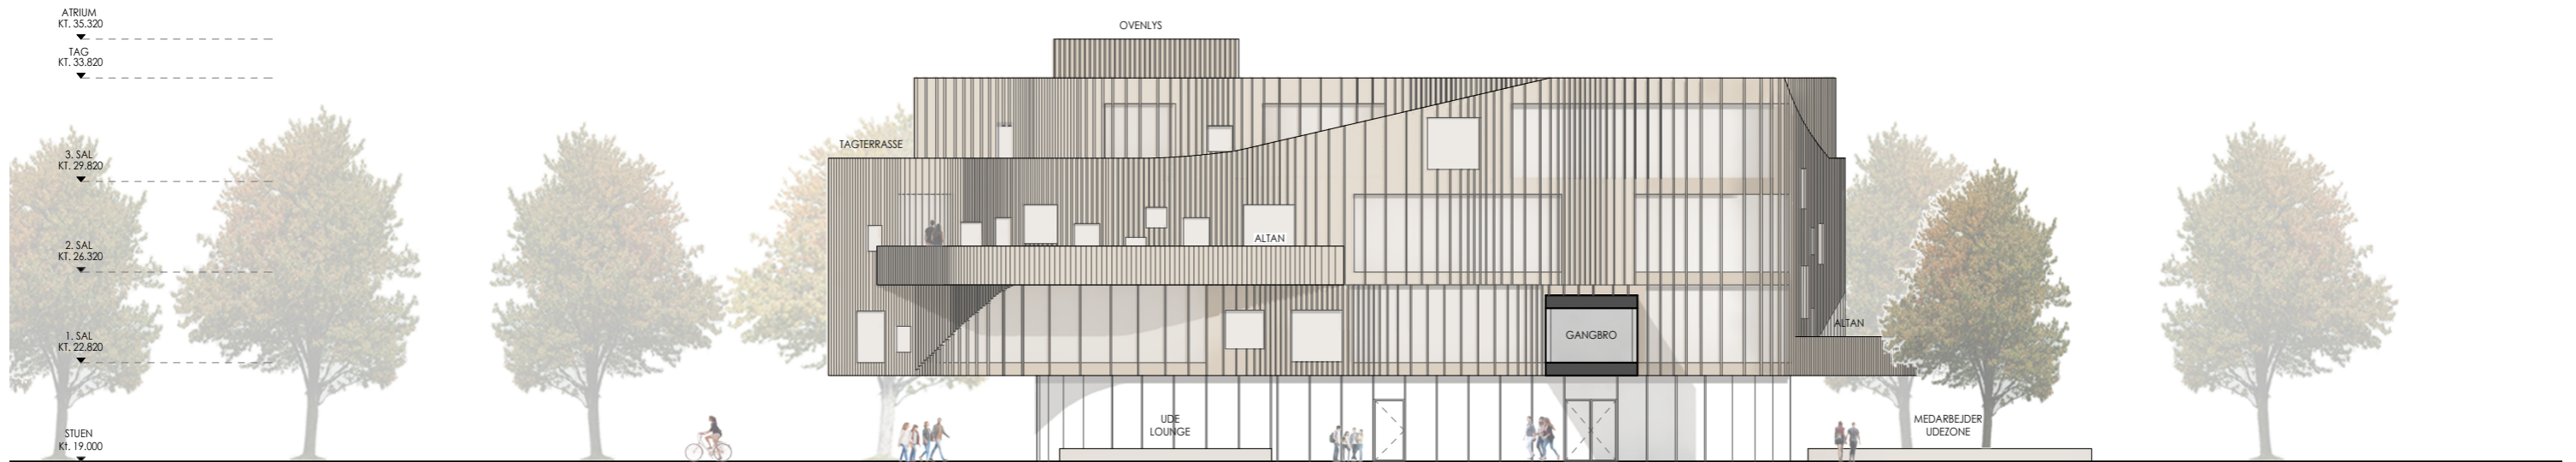 ATRIUM
KT. 35.320
TAG
KT. 33.820
3. SAL
KT. 29.820
2. SAL
KT. 26.320
1. SAL
KT. 22.820
STUEN
Kt. 19.000
OVENLYS
TAGTERRASSE
ALTAN
GANGBRO
ALTAN
UDE
LOUNGE
MEDARBEJDER
UDEZONE